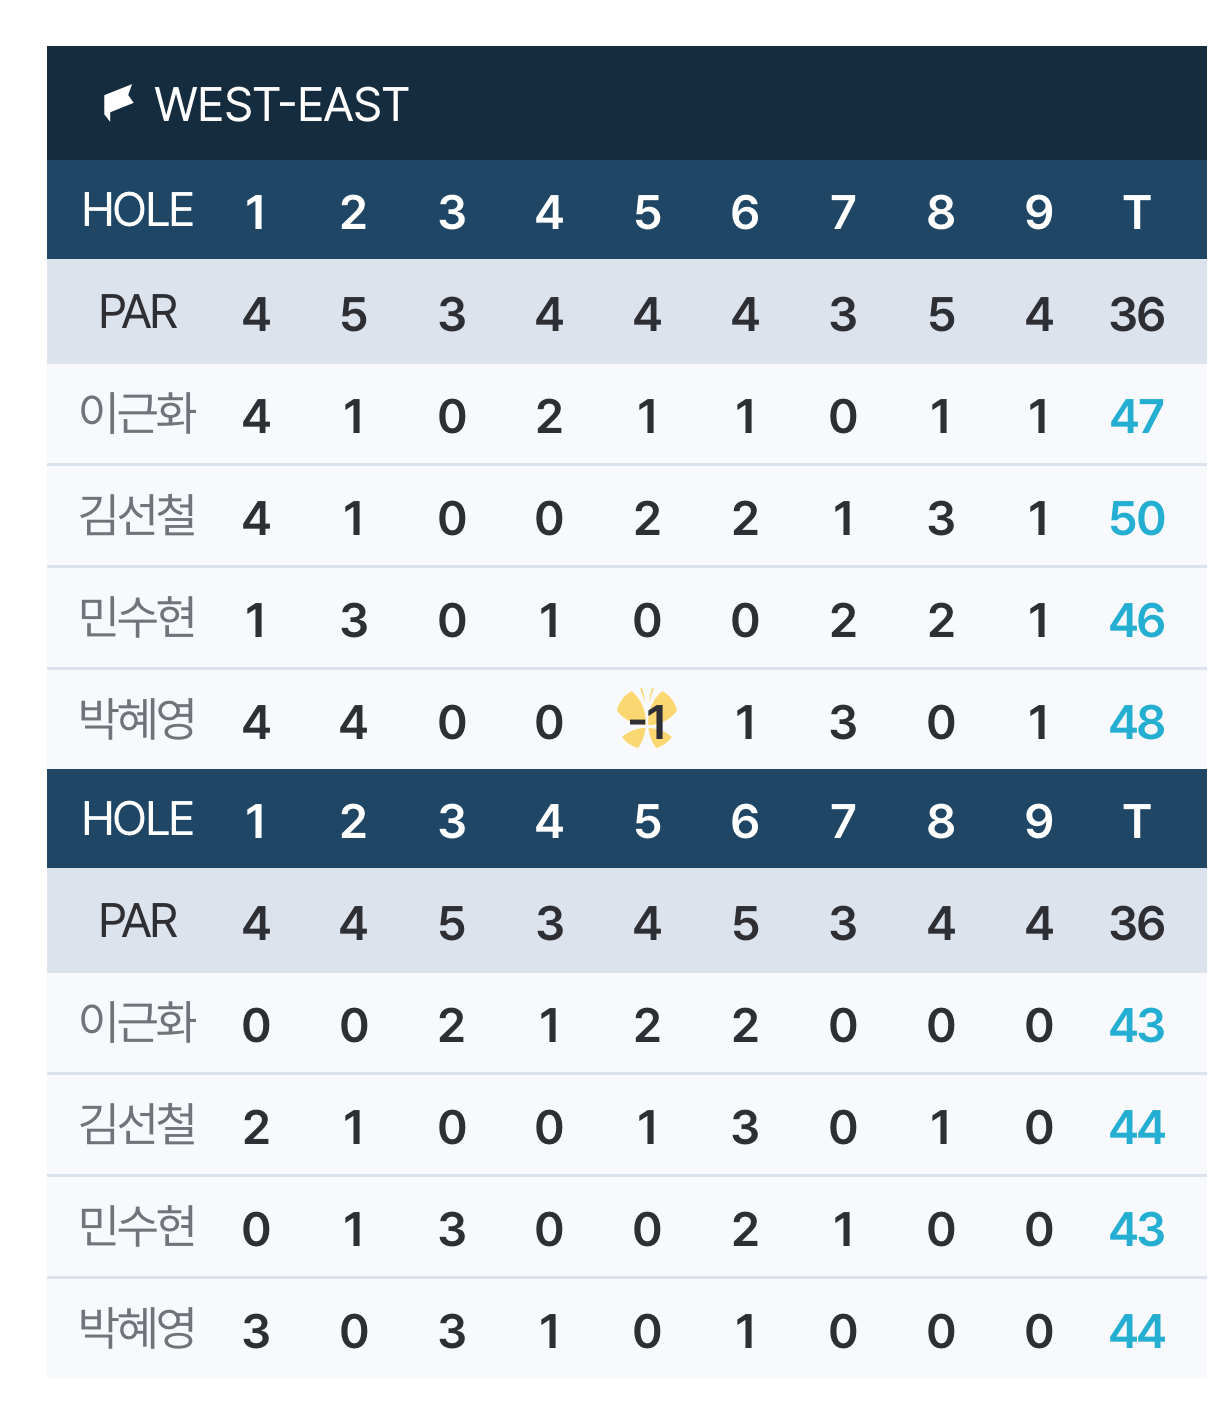 WEST-EAST
HOLE 1 2 3 4 5 6 7 8 9 T
PAR 4 5 3 4 4 4 3 5 4 36
이근화 4 1 0 2 1 1 0 1 1 47
김선철 4 1 0 0 2 2 1 3 1 50
민수현 1 3 0 1 0 0 2 2 1 46
박혜영 4 4 0 0 -1 1 3 0 1 48
HOLE 1 2 3 4 5 6 7 8 9 T
PAR 4 4 5 3 4 5 3 4 4 36
이근화 0 0 2 1 2 2 0 0 0 43
김선철 2 1 0 0 1 3 0 1 0 44
민수현 0 1 3 0 0 2 1 0 0 43
박혜영 3 0 3 1 0 1 0 0 0 44